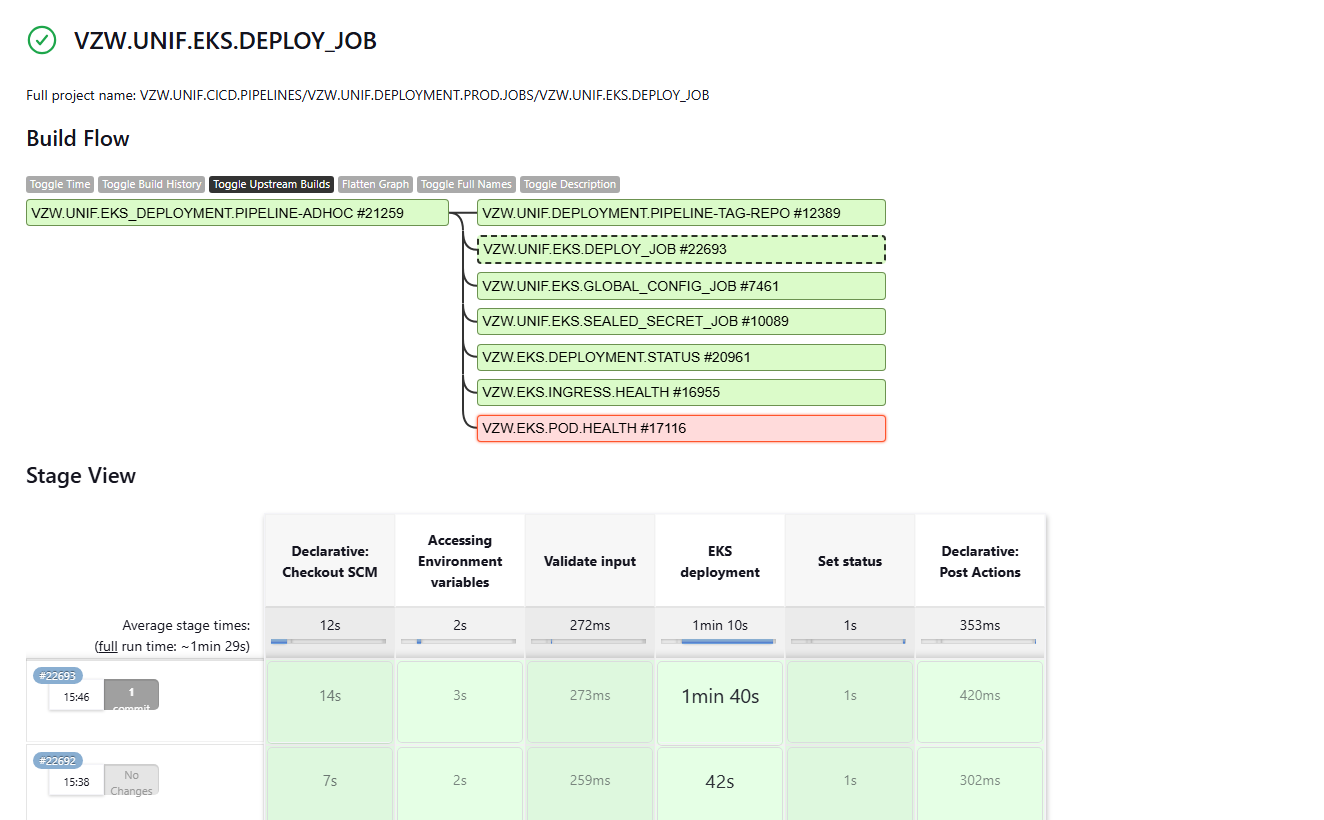 VZW.UNIF.EKS.DEPLOY_JOB
Full project name: VZW.UNIF.CICD.PIPELINES/VZW.UNIF.DEPLOYMENT.PROD.JOBS/VZW.UNIF.EKS.DEPLOY_JOB
Build Flow
Toggle Time Toggle Build History Toggle Upstream Builds Flatten Graph Toggle Full Names Toggle Description
VZW.UNIF.EKS_DEPLOYMENT.PIPELINE-ADHOC #21259 VZW.UNIF.DEPLOYMENT.PIPELINE-TAG-REPO #12389
VZW.UNIF.EKS.DEPLOY_JOB #22693
VZW.UNIF.EKS.GLOBAL_CONFIG_JOB #7461
VZW.UNIF.EKS.SEALED_SECRET_JOB #10089
VZW.EKS.DEPLOYMENT.STATUS #20961
VZW.EKS.INGRESS.HEALTH #16955
VZW.EKS.POD.HEALTH #17116
Stage View
Declarative:
Checkout SCM
Accessing
Environment
variables
Validate input
EKS
deployment
Set status
Declarative:
Post Actions
Average stage times:
(full run time: ~1min 29s)
12s 2s 272ms 1min 10s 1s 353ms
#22693
15:46
1
commit
14s 3s 273ms 1min 40s 1s 420ms
#22692
15:38
No
Changes
7s 2s 259ms 42s 1s 302ms